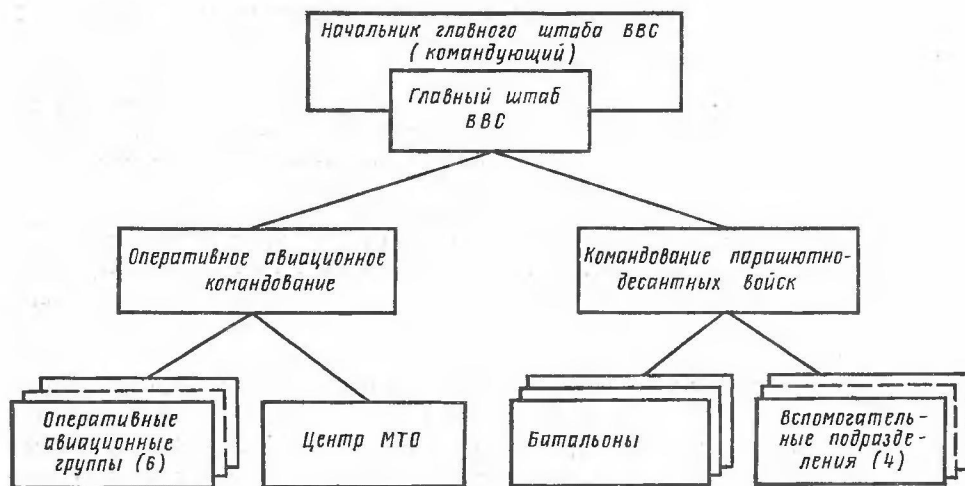 Начальник главного штаба ВВС
(командующий)
Главный штаб
ВВС
Оперативное авиационное
командование
Командование парашютно-
десантных войск
Оперативные
авиационные
группы (6)
Центр МТО
Батальоны
Вспомогатель-
ные подразде-
ления (4)